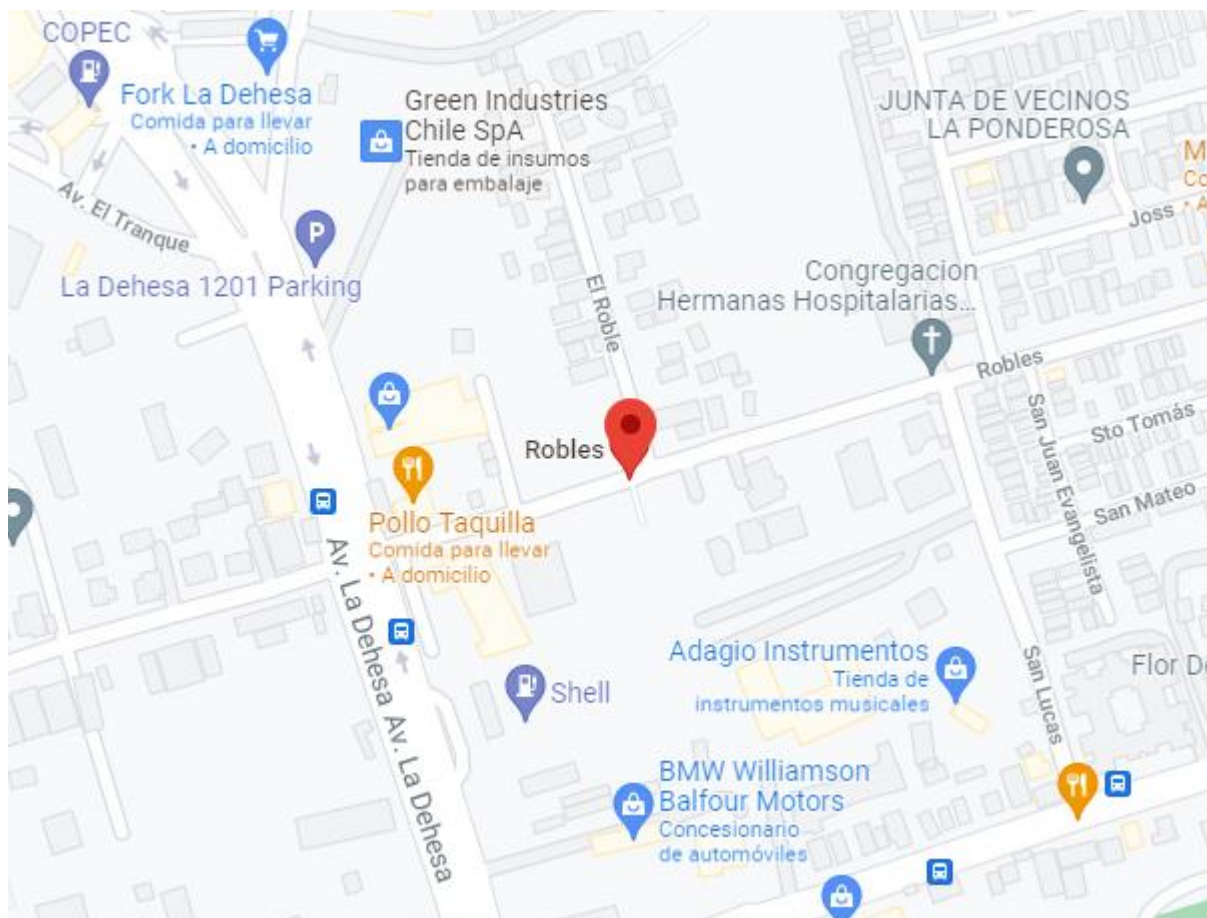 COPEC
Fork La Dehesa
Comida para llevar
• A domicilio
Green Industries
Chile SpA
Tienda de insumos
para embalaje
JUNTA DE VECINOS
LA PONDEROSA
M
Co
• A
Joss
Av. El Tranque
P
La Dehesa 1201 Parking
El Roble
Congregacion
Hermanas Hospitalarias...
Robles
Robles
San Juan Evangelista
Sto Tomás
San Mateo
Pollo Taquilla
Comida para llevar
• A domicilio
Av. La Dehesa
Av. La Dehesa
Shell
Adagio Instrumentos
Tienda de
instrumentos musicales
San Lucas
Flor De
BMW Williamson
Balfour Motors
Concesionario
de automóviles